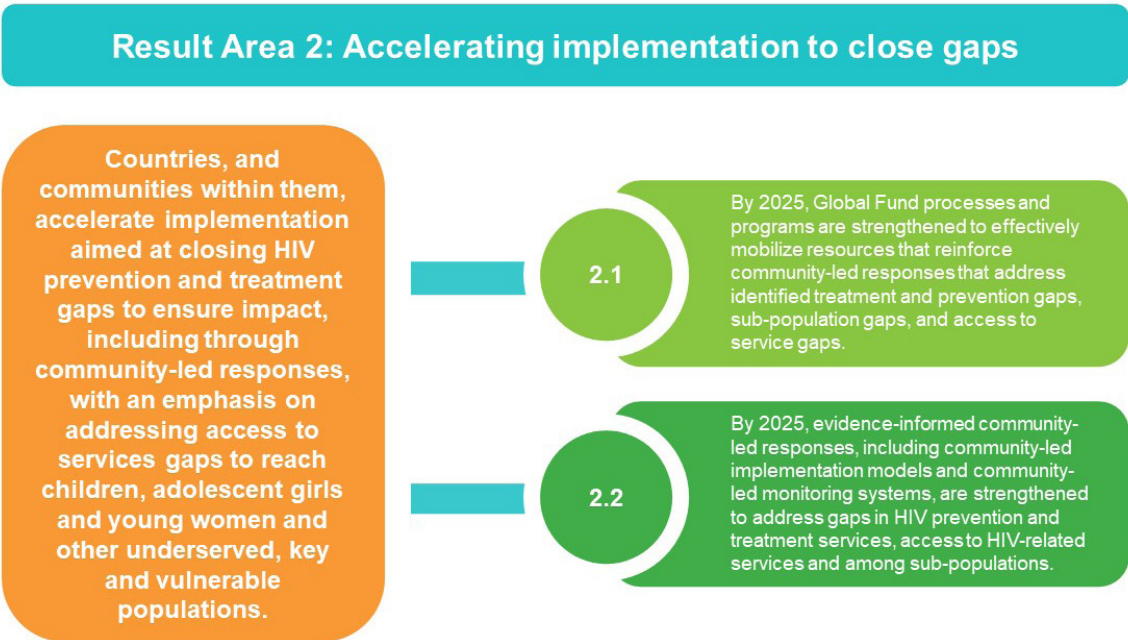 Result Area 2: Accelerating implementation to close gaps
Countries, and
communities within them,
accelerate implementation
aimed at closing HIV
prevention and treatment
gaps to ensure impact,
including through
community-led responses,
with an emphasis on
addressing access to
services gaps to reach
children, adolescent girls
and young women and
other underserved, key
and vulnerable
populations.
2.1
By 2025, Global Fund processes and
programs are strengthened to effectively
mobilize resources that reinforce
community-led responses that address
identified treatment and prevention gaps,
sub-population gaps, and access to
service gaps.
2.2
By 2025, evidence-informed community-
led responses, including community-led
implementation models and community-
led monitoring systems, are strengthened
to address gaps in HIV prevention and
treatment services, access to HIV-related
services and among sub-populations.